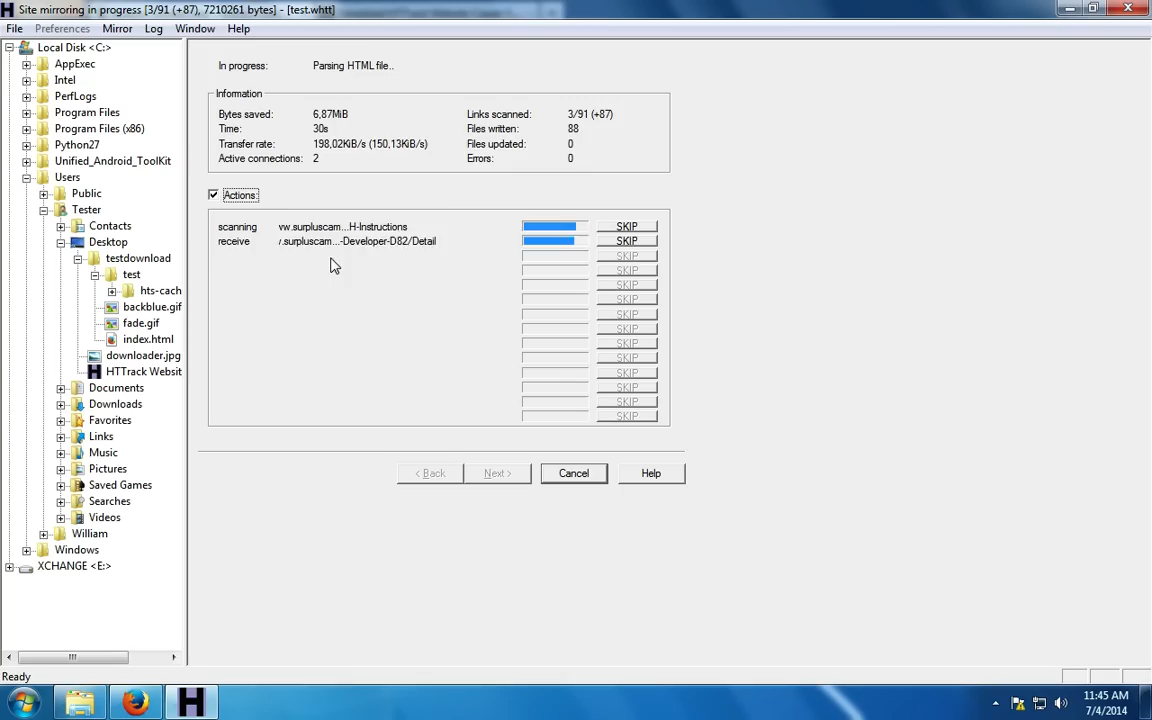 Site mirroring in progress [3/91 (+87), 7210261 bytes] - [test.whtt]
File Preferences Mirror Log Window Help
Local Disk <C:>
AppExec
Intel
PerfLogs
Program Files
Program Files (x86)
Python27
Unified_Android_ToolKit
Users
Public
Tester
Contacts
Desktop
testdownload
test
hts-cach
backblue.gif
fade.gif
index.html
downloader.jpg
HTTrack Websit
Documents
Downloads
Favorites
Links
Music
Pictures
Saved Games
Searches
Videos
William
Windows
XCHANGE <E:>
In progress: Parsing HTML file..
Information
Bytes saved: 6,87MiB Links scanned: 3/91 (+87)
Time: 30s Files written: 88
Transfer rate: 198,02KiB/s (150,13KiB/s) Files updated: 0
Active connections: 2 Errors: 0
Actions:
scanning vw.surpluscam...H-Instructions SKIP
receive .surpluscam...-Developer-D82/Detail SKIP
SKIP
SKIP
SKIP
SKIP
SKIP
SKIP
SKIP
SKIP
SKIP
SKIP
SKIP
SKIP
< Back Next > Cancel Help
Ready
H
11:45 AM
7/4/2014